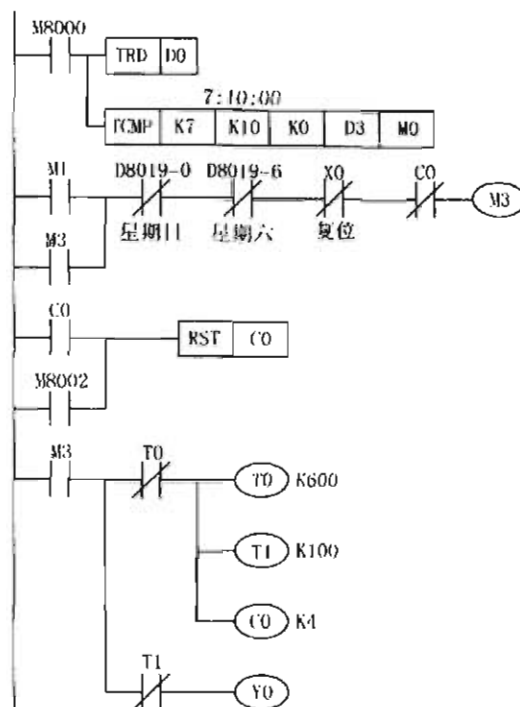 M8000
TRD D0
7:10:00
TCMP K7 K10 K0 D3 M0
M1 D8019-0 D8019-6 X0 C0
M3
星期日 星期六 复位
M3
C0
RST C0
M8002
M3 T0
T0 K600
T1 K100
C0 K4
T1
Y0